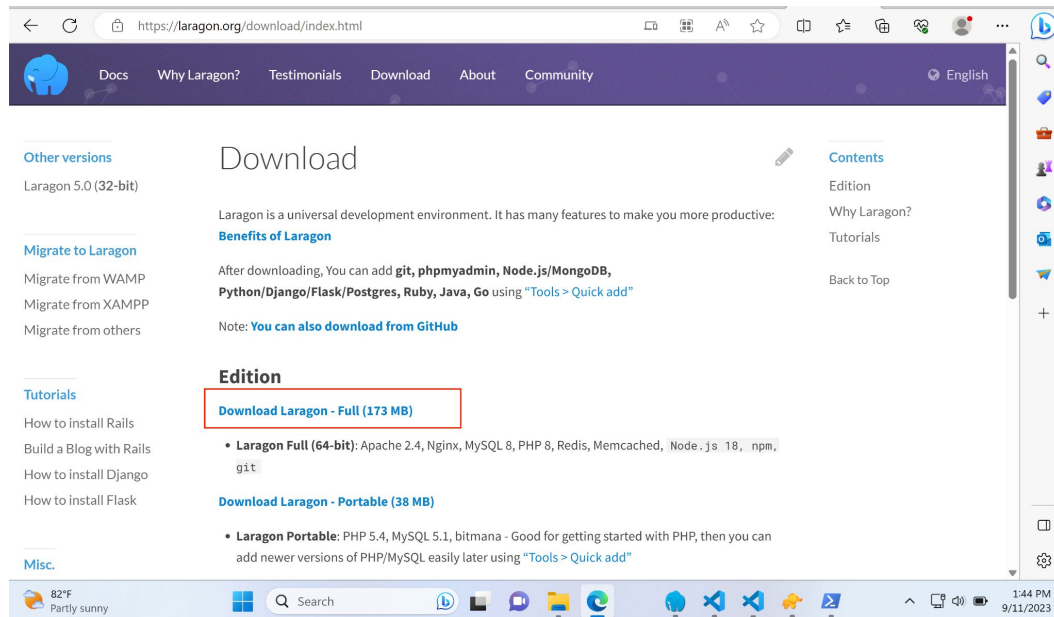 https://laragon.org/download/index.html
Docs Why Laragon? Testimonials Download About Community English
Other versions
Laragon 5.0 (32-bit)
Migrate to Laragon
Migrate from WAMP
Migrate from XAMPP
Migrate from others
Tutorials
How to install Rails
Build a Blog with Rails
How to install Django
How to install Flask
Misc.
Download
Laragon is a universal development environment. It has many features to make you more productive:
Benefits of Laragon
After downloading, You can add git, phpmyadmin, Node.js/MongoDB,
Python/Django/Flask/Postgres, Ruby, Java, Go using “Tools > Quick add”
Note: You can also download from GitHub
Edition
Download Laragon - Full (173 MB)
• Laragon Full (64-bit): Apache 2.4, Nginx, MySQL 8, PHP 8, Redis, Memcached, Node.js 18, npm,
git
Download Laragon - Portable (38 MB)
• Laragon Portable: PHP 5.4, MySQL 5.1, bitmana - Good for getting started with PHP, then you can
add newer versions of PHP/MySQL easily later using “Tools > Quick add”
Contents
Edition
Why Laragon?
Tutorials
Back to Top
82°F
Partly sunny
Search
1:44 PM
9/11/2023